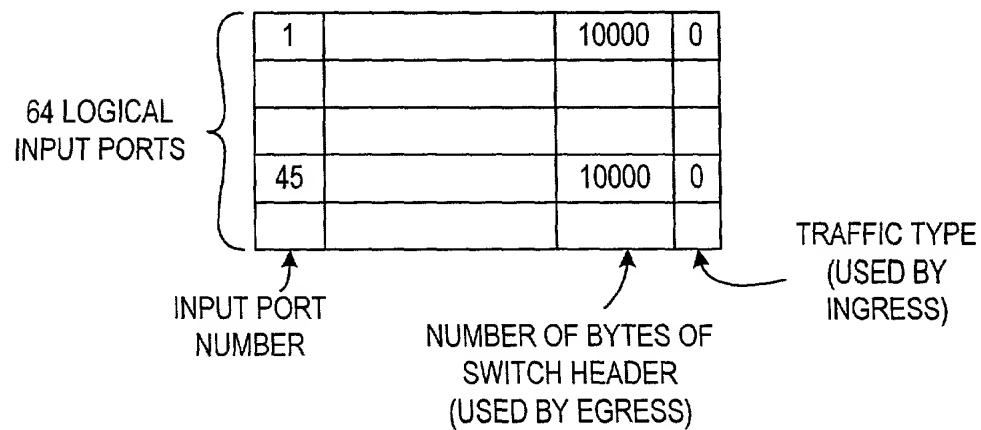 1 10000 0
64 LOGICAL
INPUT PORTS
45 10000 0
INPUT PORT
NUMBER
NUMBER OF BYTES OF
SWITCH HEADER
(USED BY EGRESS)
TRAFFIC TYPE
(USED BY
INGRESS)